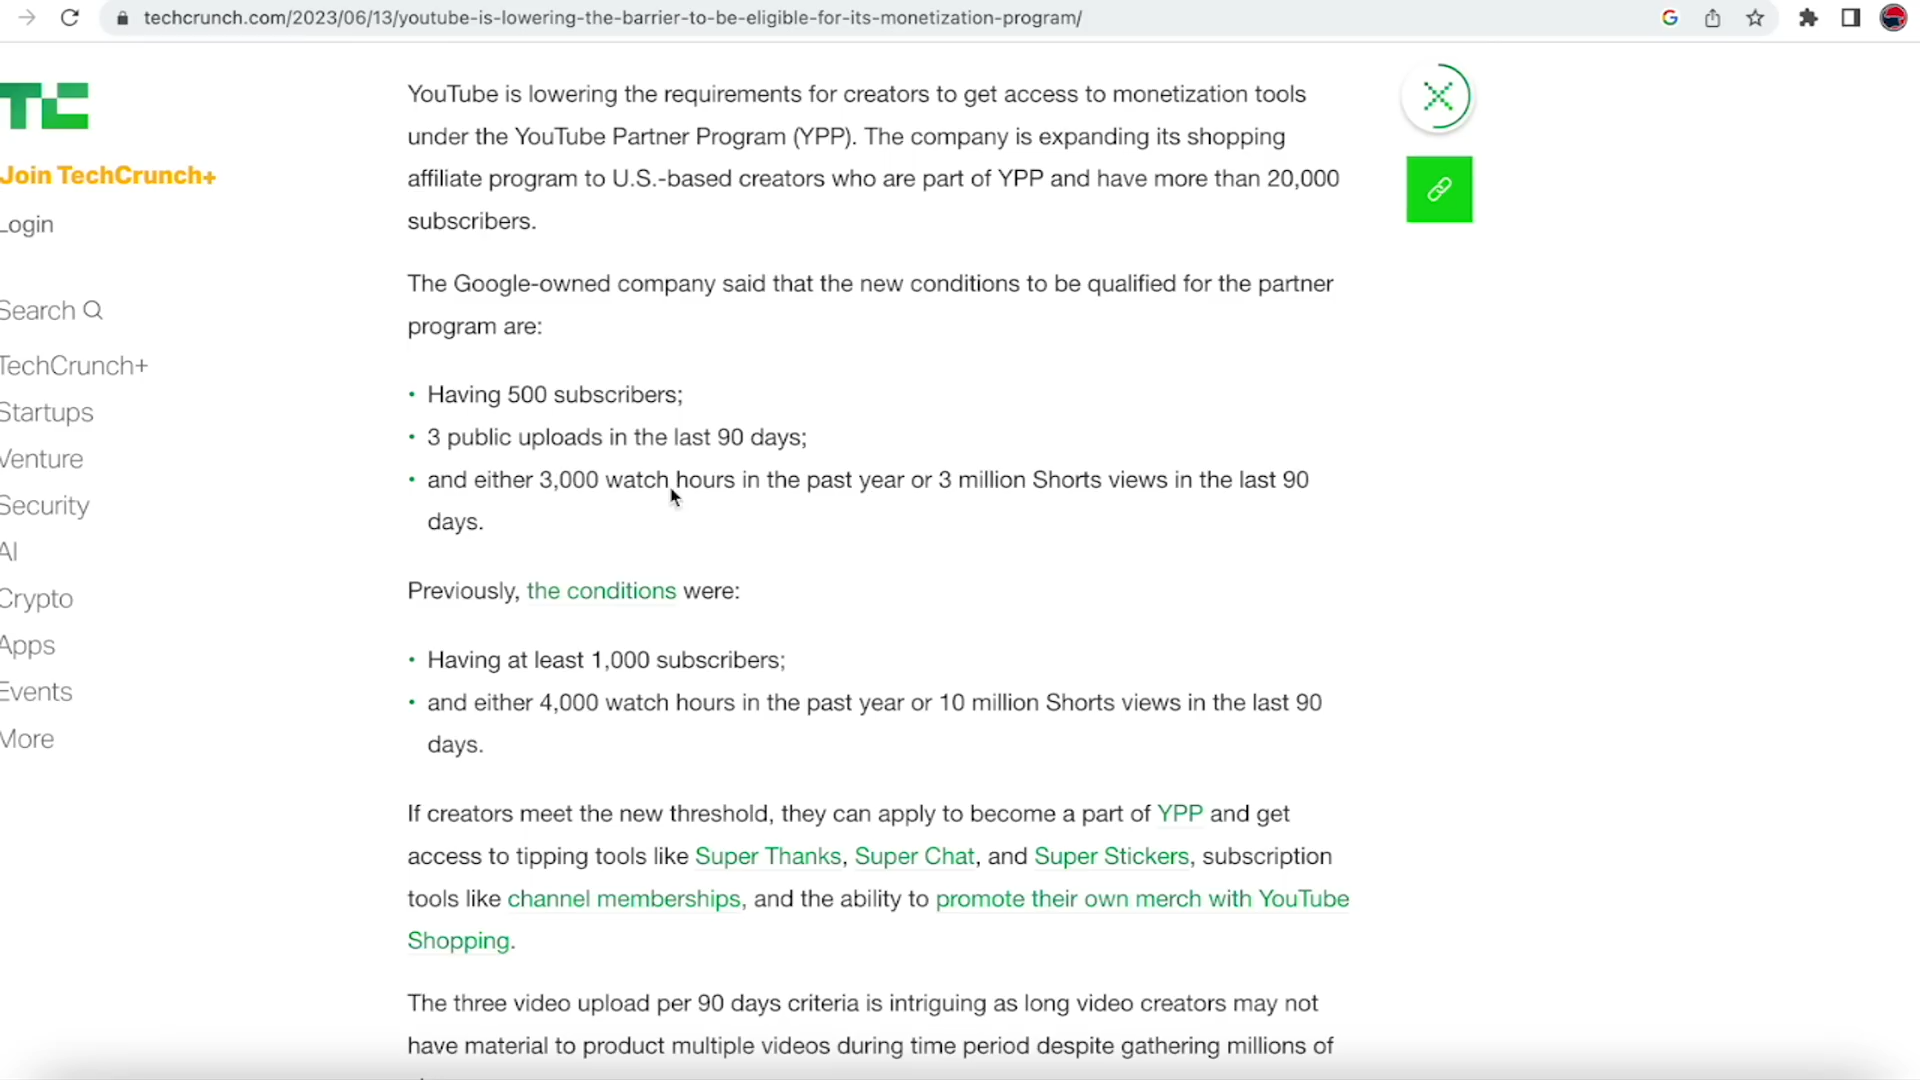 techcrunch.com/2023/06/13/youtube-is-lowering-the-barrier-to-be-eligible-for-its-monetization-program/
TC
Join TechCrunch+
Login
Search
TechCrunch+
Startups
Venture
Security
AI
Crypto
Apps
Events
More
YouTube is lowering the requirements for creators to get access to monetization tools
under the YouTube Partner Program (YPP). The company is expanding its shopping
affiliate program to U.S.-based creators who are part of YPP and have more than 20,000
subscribers.
The Google-owned company said that the new conditions to be qualified for the partner
program are:
• Having 500 subscribers;
• 3 public uploads in the last 90 days;
• and either 3,000 watch hours in the past year or 3 million Shorts views in the last 90
days.
Previously, the conditions were:
• Having at least 1,000 subscribers;
• and either 4,000 watch hours in the past year or 10 million Shorts views in the last 90
days.
If creators meet the new threshold, they can apply to become a part of YPP and get
access to tipping tools like Super Thanks, Super Chat, and Super Stickers, subscription
tools like channel memberships, and the ability to promote their own merch with YouTube
Shopping.
The three video upload per 90 days criteria is intriguing as long video creators may not
have material to product multiple videos during time period despite gathering millions of